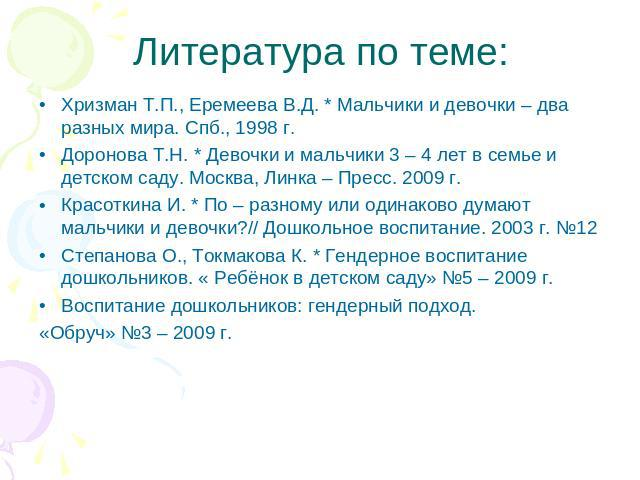 Литература по теме:
• Хризман Т.П., Еремеева В.Д. * Мальчики и девочки – два
разных мира. Спб., 1998 г.
• Доронова Т.Н. * Девочки и мальчики 3 – 4 лет в семье и
детском саду. Москва, Линка – Пресс. 2009 г.
• Красоткина И. * По – разному или одинаково думают
мальчики и девочки?// Дошкольное воспитание. 2003 г. №12
• Степанова О., Токмакова К. * Гендерное воспитание
дошкольников. « Ребёнок в детском саду» №5 – 2009 г.
• Воспитание дошкольников: гендерный подход.
«Обруч» №3 – 2009 г.